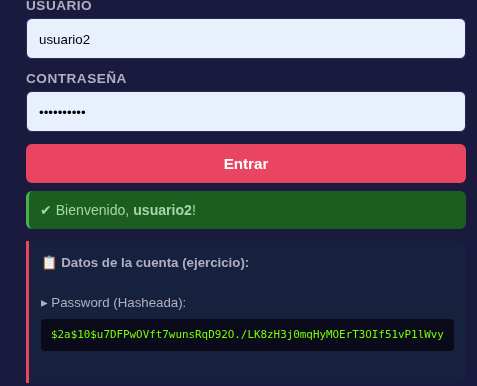 USUARIO
usuario2
CONTRASEÑA
••••••••••
Entrar
✔ Bienvenido, usuario2!
📋 Datos de la cuenta (ejercicio):
▸ Password (Hasheada):
$2a$10$u7DFPwOVft7wunsRqD92O./LK8zH3j0mqHyMOErT3OIf51vP1lWvy